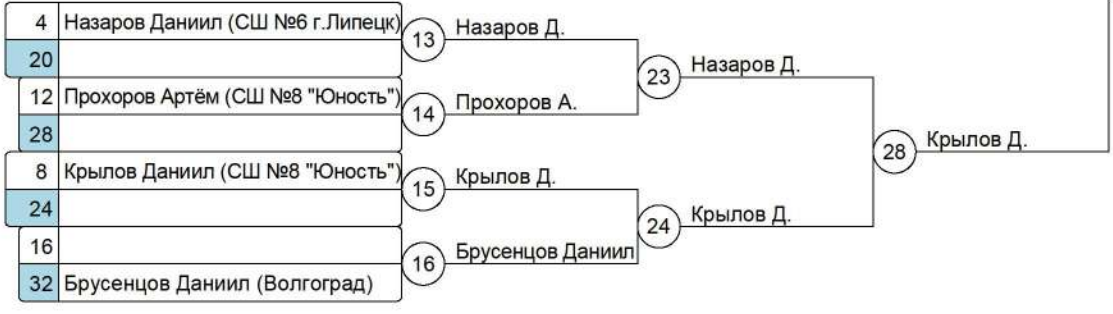 4 Назаров Даниил (СШ №6 г.Липецк) 13 Назаров Д.
20
23 Назаров Д.
12 Прохоров Артём (СШ №8 "Юность") 14 Прохоров А.
28
28 Крылов Д.
8 Крылов Даниил (СШ №8 "Юность") 15 Крылов Д.
24
24 Крылов Д.
16
16 Брусенцов Даниил
32 Брусенцов Даниил (Волгоград)